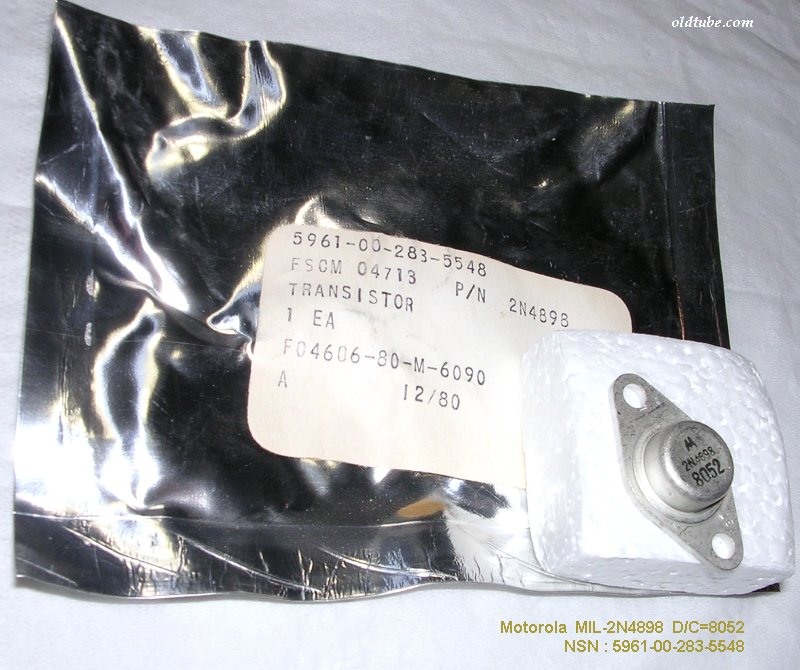 oldtube.com
5961-00-283-5548
FSCM 04713 P/N 2N4898
TRANSISTOR
1 EA
F04606-80-M-6090
A 12/80
M
2N4898
8052
Motorola MIL-2N4898 D/C=8052
NSN : 5961-00-283-5548